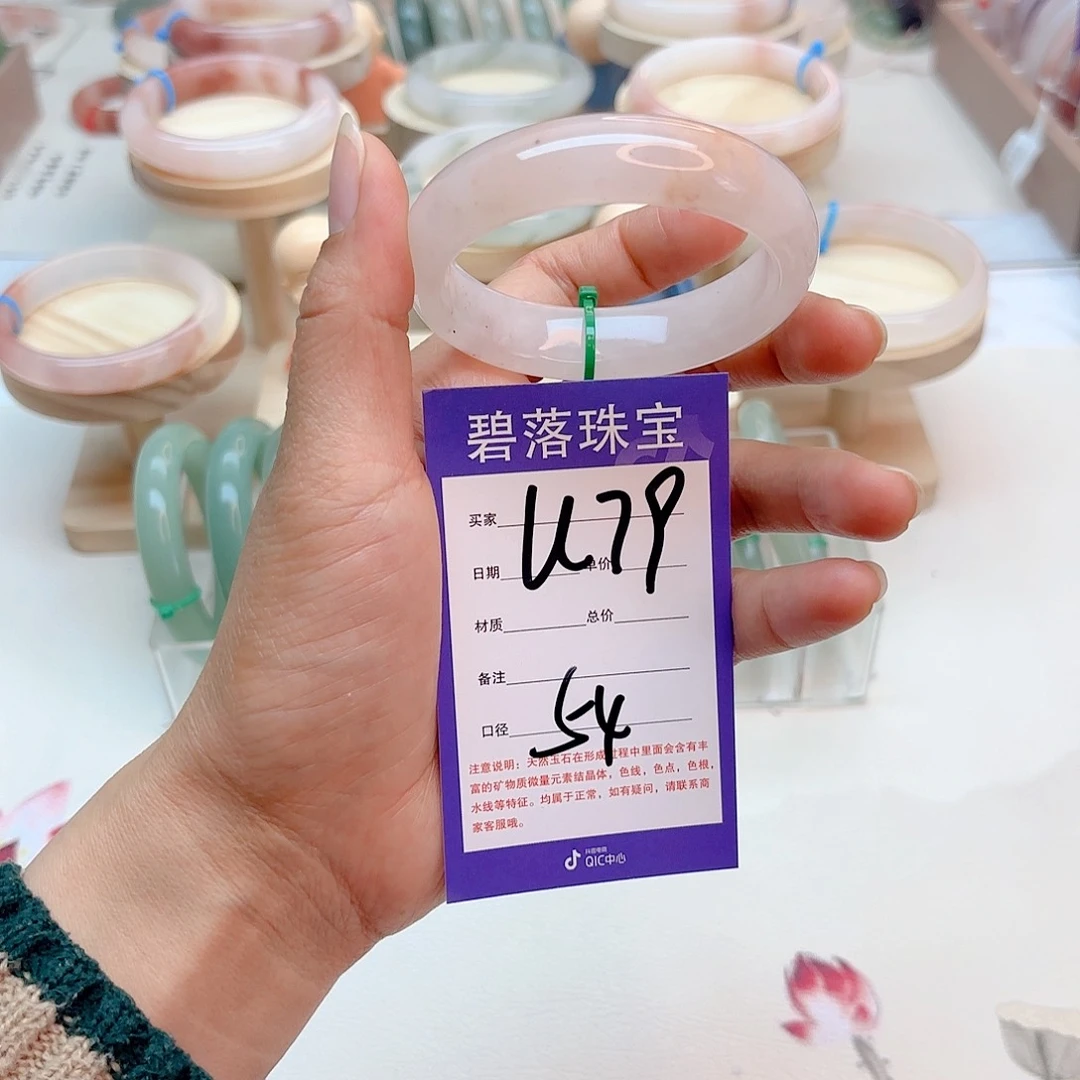 碧落珠宝
买家
U79
日期 单价
材质 总价
备注
口径 54
注意说明：天然玉石在形成过程中里面会含有丰
富的矿物质微量元素结晶体，色线，色点，色根，
水线等特征。均属于正常，如有疑问，请联系商
家客服哦。
抖音电商
QIC中心